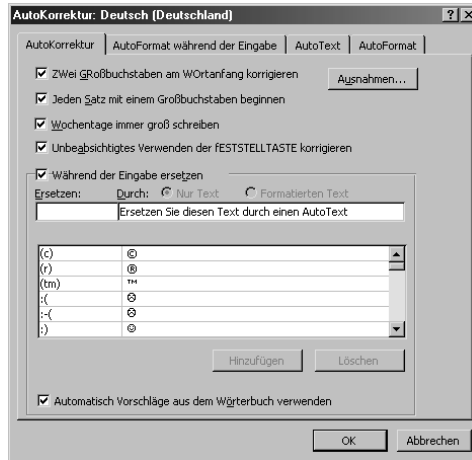 AutoKorrektur: Deutsch (Deutschland)
AutoKorrektur AutoFormat während der Eingabe AutoText AutoFormat
ZWei GRoßbuchstaben am WOrtanfang korrigieren
Ausnahmen...
Jeden Satz mit einem Großbuchstaben beginnen
Wochentage immer groß schreiben
Unbeabsichtigtes Verwenden der fESTSTELLTASTE korrigieren
Während der Eingabe ersetzen
Ersetzen: Durch: Nur Text Formatierten Text
Ersetzen Sie diesen Text durch einen AutoText
(c) ©
(r) ®
(tm) ™
:( ☹
:-( ☹
:) ☺
Hinzufügen Löschen
Automatisch Vorschläge aus dem Wörterbuch verwenden
OK Abbrechen